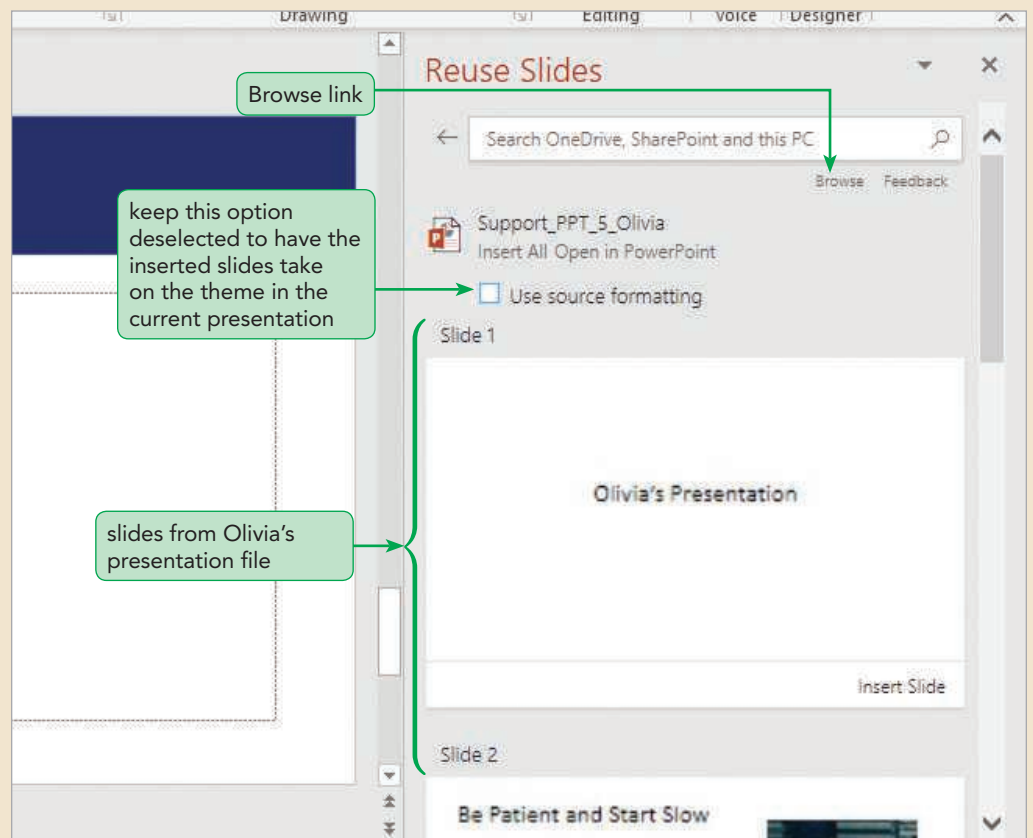 Drawing
Editing
Voice
Designer
Reuse Slides
Browse link
Search OneDrive, SharePoint and this PC
Browse
Feedback
keep this option
deselected to have the
inserted slides take
on the theme in the
current presentation
Support_PPT_5_Olivia
Insert All Open in PowerPoint
Use source formatting
Slide 1
Olivia's Presentation
slides from Olivia's
presentation file
Insert Slide
Slide 2
Be Patient and Start Slow